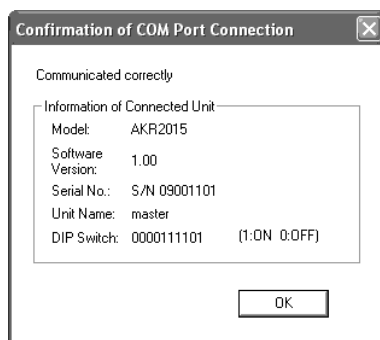 Confirmation of COM Port Connection
Communicated correctly
Information of Connected Unit
Model: AKR2015
Software
Version: 1.00
Serial No.: S/N 09001101
Unit Name: master
DIP Switch: 0000111101 (1:ON 0:OFF)
OK